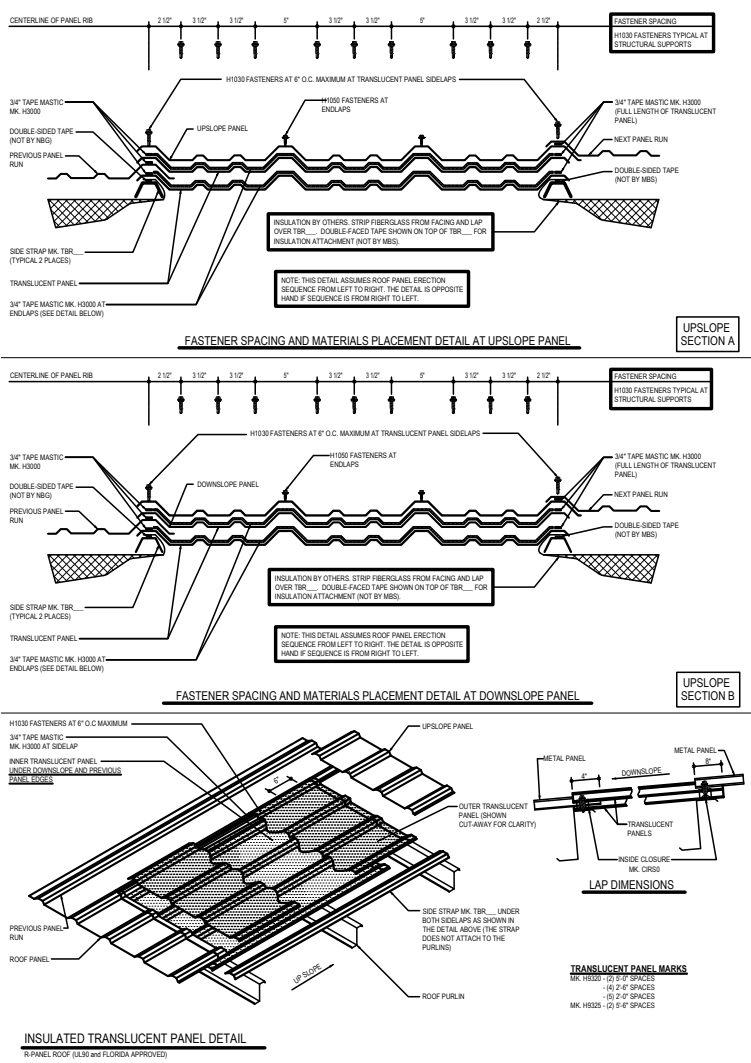 CENTERLINE OF PANEL RIB
2 1/2" 3 1/2" 3 1/2" 5" 3 1/2" 3 1/2" 5" 3 1/2" 3 1/2" 2 1/2"
FASTENER SPACING
H1030 FASTENERS TYPICAL AT
STRUCTURAL SUPPORTS
H1030 FASTENERS AT 6" O.C. MAXIMUM AT TRANSLUCENT PANEL SIDELAPS
3/4" TAPE MASTIC
MK. H3000
DOUBLE-SIDED TAPE
(NOT BY NBG)
PREVIOUS PANEL
RUN
UPSLOPE PANEL
H1050 FASTENERS AT
ENDLAPS
3/4" TAPE MASTIC MK. H3000
(FULL LENGTH OF TRANSLUCENT
PANEL)
NEXT PANEL RUN
DOUBLE-SIDED TAPE
(NOT BY MBS)
INSULATION BY OTHERS. STRIP FIBERGLASS FROM FACING AND LAP
OVER TBR___. DOUBLE-FACED TAPE SHOWN ON TOP OF TBR___ FOR
INSULATION ATTACHMENT (NOT BY MBS).
SIDE STRAP MK. TBR___
(TYPICAL 2 PLACES)
TRANSLUCENT PANEL
3/4" TAPE MASTIC MK. H3000 AT
ENDLAPS (SEE DETAIL BELOW)
NOTE: THIS DETAIL ASSUMES ROOF PANEL ERECTION
SEQUENCE FROM LEFT TO RIGHT. THE DETAIL IS OPPOSITE
HAND IF SEQUENCE IS FROM RIGHT TO LEFT.
FASTENER SPACING AND MATERIALS PLACEMENT DETAIL AT UPSLOPE PANEL
UPSLOPE
SECTION A
CENTERLINE OF PANEL RIB
2 1/2" 3 1/2" 3 1/2" 5" 3 1/2" 3 1/2" 5" 3 1/2" 3 1/2" 2 1/2"
FASTENER SPACING
H1030 FASTENERS TYPICAL AT
STRUCTURAL SUPPORTS
H1030 FASTENERS AT 6" O.C. MAXIMUM AT TRANSLUCENT PANEL SIDELAPS
3/4" TAPE MASTIC
MK. H3000
DOUBLE-SIDED TAPE
(NOT BY NBG)
PREVIOUS PANEL
RUN
DOWNSLOPE PANEL
H1050 FASTENERS AT
ENDLAPS
3/4" TAPE MASTIC MK. H3000
(FULL LENGTH OF TRANSLUCENT
PANEL)
NEXT PANEL RUN
DOUBLE-SIDED TAPE
(NOT BY MBS)
INSULATION BY OTHERS. STRIP FIBERGLASS FROM FACING AND LAP
OVER TBR___. DOUBLE-FACED TAPE SHOWN ON TOP OF TBR___ FOR
INSULATION ATTACHMENT (NOT BY MBS).
SIDE STRAP MK. TBR___
(TYPICAL 2 PLACES)
TRANSLUCENT PANEL
3/4" TAPE MASTIC MK. H3000 AT
ENDLAPS (SEE DETAIL BELOW)
NOTE: THIS DETAIL ASSUMES ROOF PANEL ERECTION
SEQUENCE FROM LEFT TO RIGHT. THE DETAIL IS OPPOSITE
HAND IF SEQUENCE IS FROM RIGHT TO LEFT.
FASTENER SPACING AND MATERIALS PLACEMENT DETAIL AT DOWNSLOPE PANEL
UPSLOPE
SECTION B
H1030 FASTENERS AT 6" O.C MAXIMUM
3/4" TAPE MASTIC
MK. H3000 AT SIDELAP
INNER TRANSLUCENT PANEL
UNDER DOWNSLOPE AND PREVIOUS
PANEL EDGES
6"
UPSLOPE PANEL
OUTER TRANSLUCENT
PANEL (SHOWN
CUT-AWAY FOR CLARITY)
SIDE STRAP MK. TBR___ UNDER
BOTH SIDELAPS AS SHOWN IN
THE DETAIL ABOVE (THE STRAP
DOES NOT ATTACH TO THE
PURLINS)
PREVIOUS PANEL
RUN
ROOF PANEL
UP SLOPE
ROOF PURLIN
METAL PANEL
4"
DOWNSLOPE
8"
METAL PANEL
TRANSLUCENT
PANELS
INSIDE CLOSURE
MK. CIRS0
LAP DIMENSIONS
TRANSLUCENT PANEL MARKS
MK. H9320 - (2) 5'-0" SPACES
- (4) 2'-6" SPACES
- (5) 2'-0" SPACES
MK. H9325 - (2) 5'-6" SPACES
INSULATED TRANSLUCENT PANEL DETAIL
R-PANEL ROOF (UL90 and FLORIDA APPROVED)